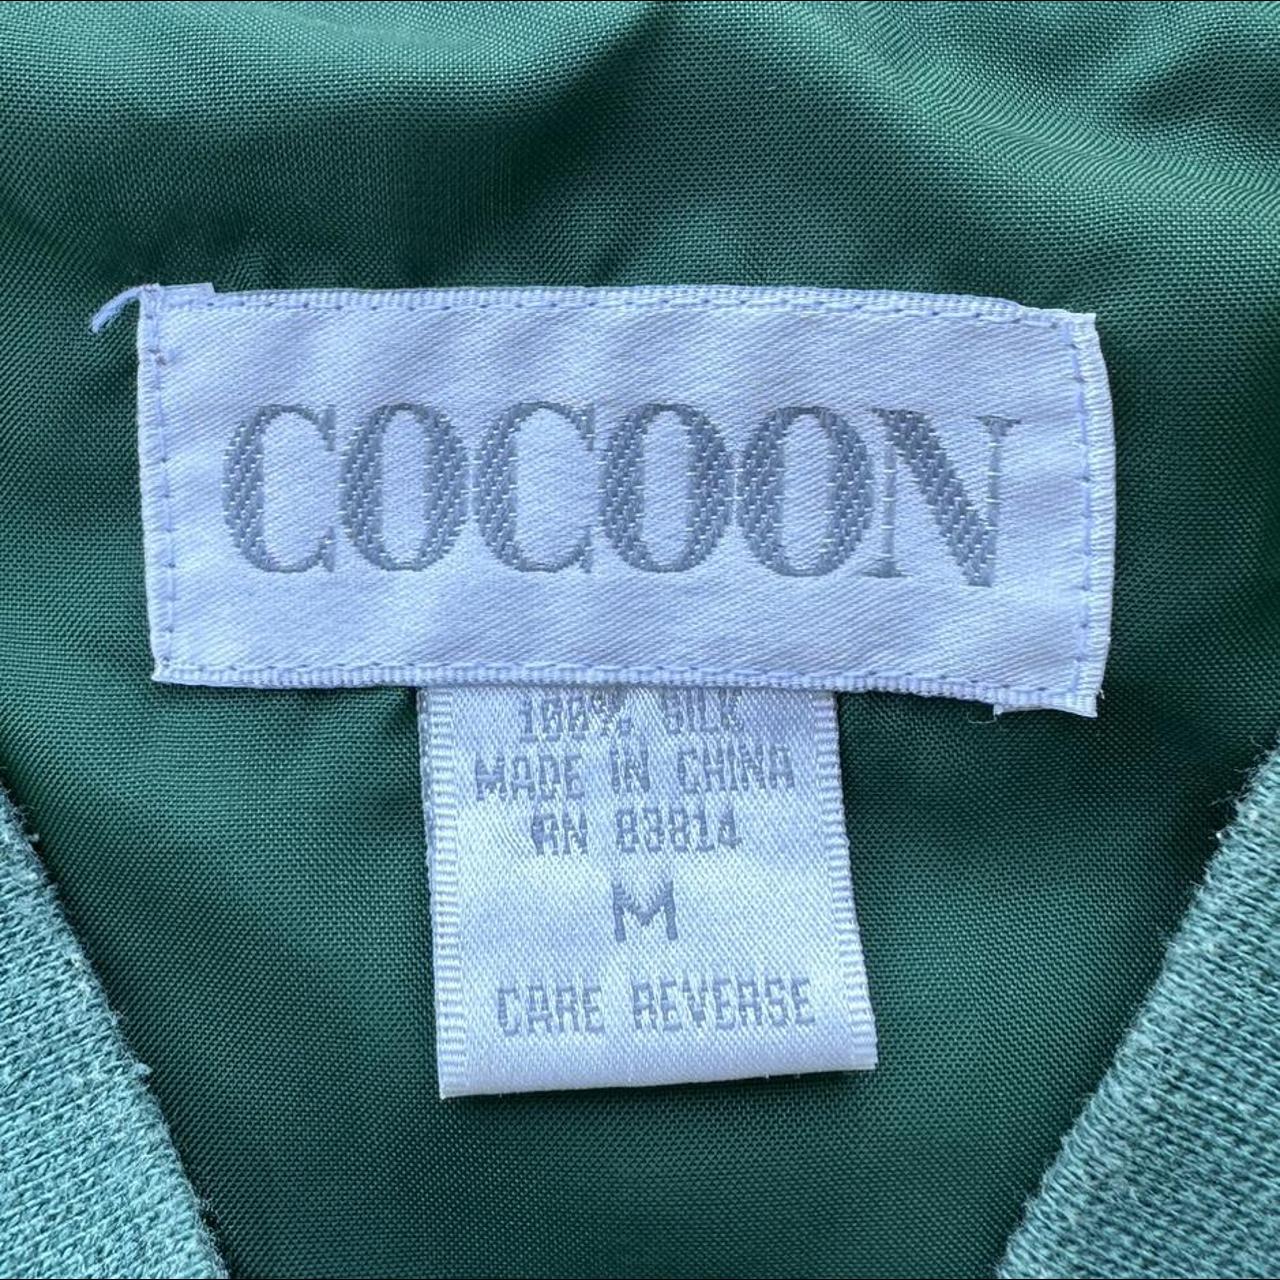 COCOON
100% SILK
MADE IN CHINA
RN 83814
M
CARE REVERSE